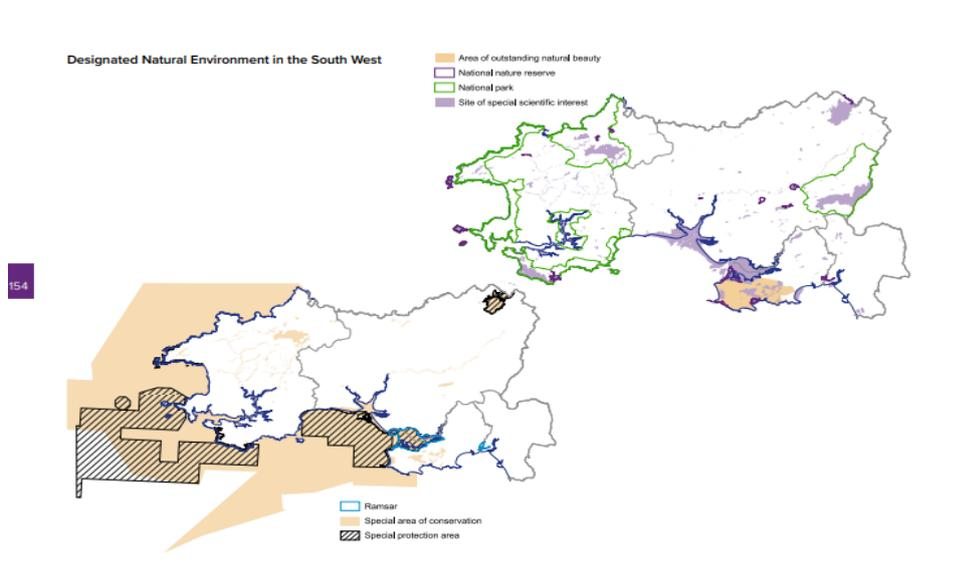 Designated Natural Environment in the South West
Area of outstanding natural beauty
National nature reserve
National park
Site of special scientific interest
154
Ramsar
Special area of conservation
Special protection area